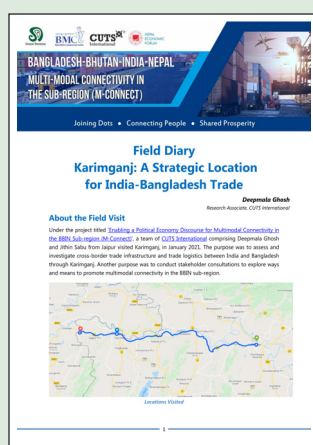 BMC
CUTS
International
NEPAL
ECONOMIC
FORUM
BANGLADESH-BHUTAN-INDIA-NEPAL
MULTI-MODAL CONNECTIVITY IN
THE SUB-REGION (M-CONNECT)
Joining Dots • Connecting People • Shared Prosperity
Field Diary
Karimganj: A Strategic Location
for India-Bangladesh Trade
Deepmala Ghosh
Research Associate, CUTS International
About the Field Visit
Under the project titled 'Enabling a Political Economy Discourse for Multimodal Connectivity in
the BBIN Sub-region (M-Connect)', a team of CUTS International comprising Deepmala Ghosh
and Jithin Sabu from Jaipur visited Karimganj, in January 2021. The purpose was to assess and
investigate cross-border trade infrastructure and trade logistics between India and Bangladesh
through Karimganj. Another purpose was to conduct stakeholder consultations to explore ways
and means to promote multimodal connectivity in the BBIN sub-region.
Locations Visited
1